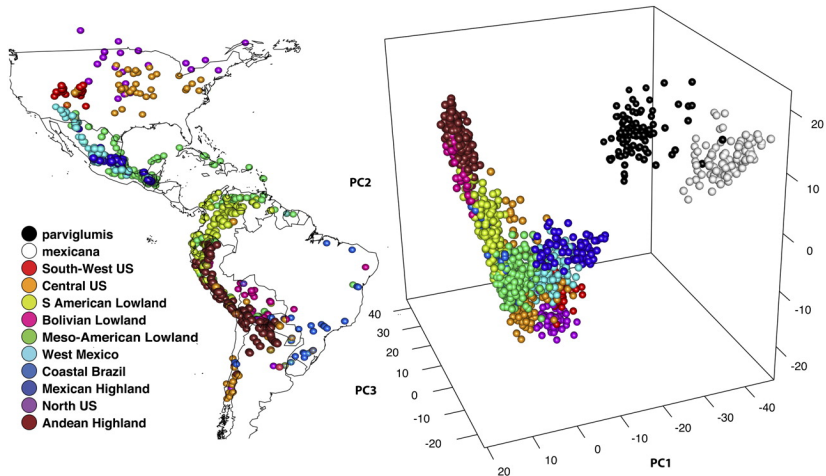 PC2
parviglumis
mexicana
South-West US
Central US
S American Lowland
Bolivian Lowland
Meso-American Lowland
West Mexico
Coastal Brazil
Mexican Highland
North US
Andean Highland
20
10
0
-10
-20
40
30
20
10
0
-10
-20
PC3
20
10
0
-10
-20
-30
-40
PC1